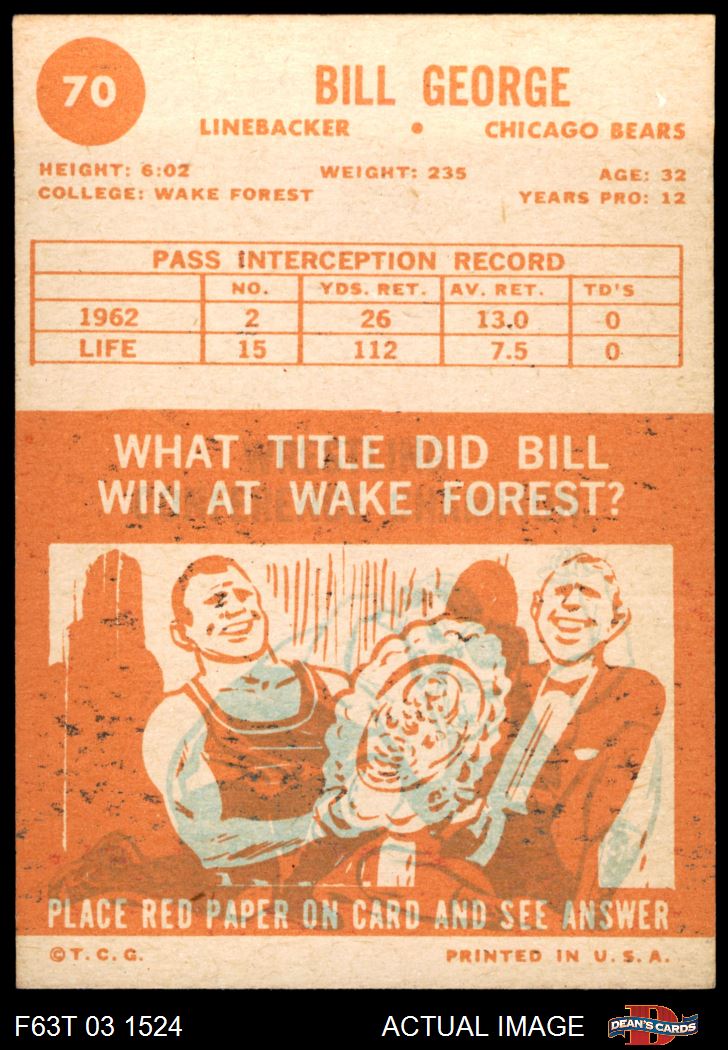 70
BILL GEORGE
LINEBACKER • CHICAGO BEARS
HEIGHT: 6:02 WEIGHT: 235 AGE: 32
COLLEGE: WAKE FOREST YEARS PRO: 12
PASS INTERCEPTION RECORD
NO. YDS. RET. AV. RET. TD'S
1962 2 26 13.0 0
LIFE 15 112 7.5 0
WHAT TITLE DID BILL
WIN AT WAKE FOREST?
PLACE RED PAPER ON CARD AND SEE ANSWER
©T.C.G. PRINTED IN U.S.A.
F63T 03 1524 ACTUAL IMAGE DEAN'S CARDS